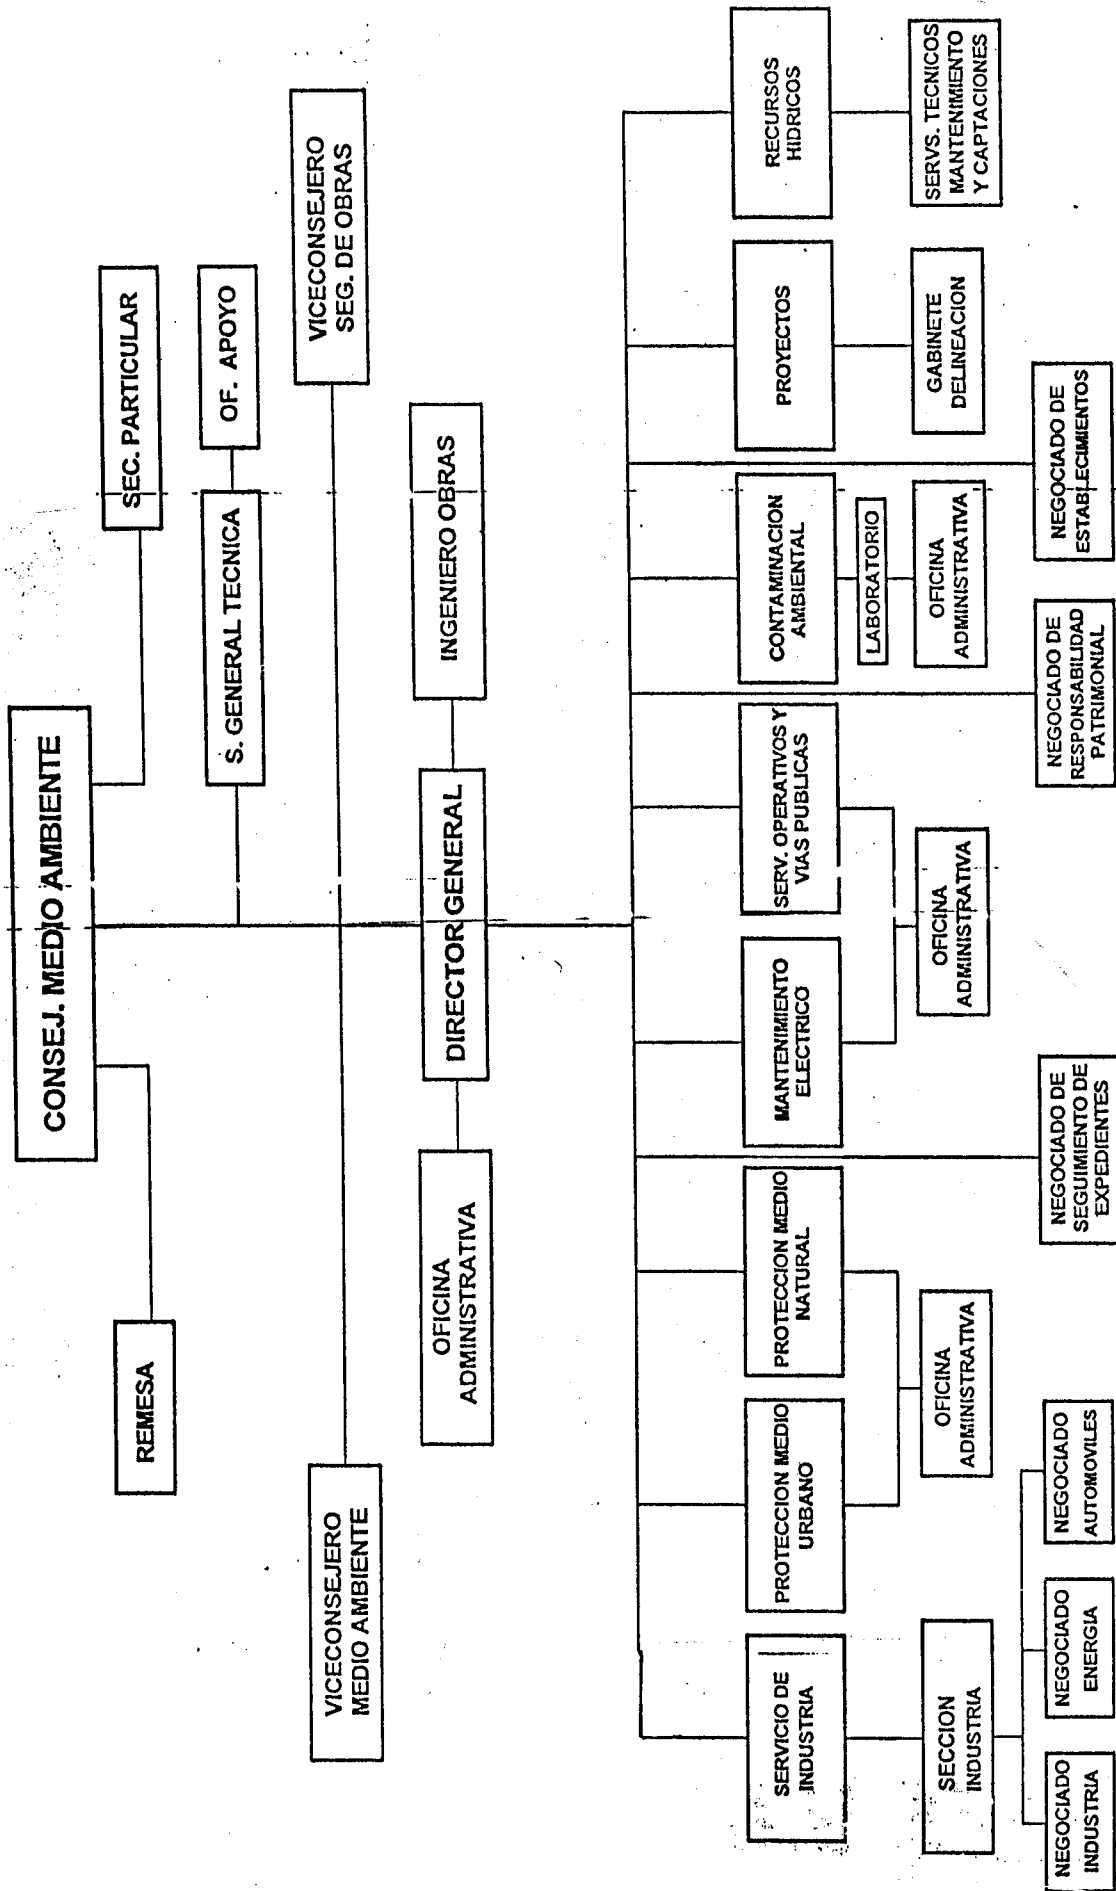 CONSEJ. MEDIO AMBIENTE
REMESA
SEC. PARTICULAR
S. GENERAL TECNICA
OF. APOYO
VICECONSEJERO
MEDIO AMBIENTE
VICECONSEJERO
SEG. DE OBRAS
OFICINA
ADMINISTRATIVA
DIRECTOR GENERAL
INGENIERO OBRAS
SERVICIO DE
INDUSTRIA
PROTECCION MEDIO
URBANO
PROTECCION MEDIO
NATURAL
MANTENIMIENTO
ELECTRICO
SERV. OPERATIVOS Y
VIAS PUBLICAS
CONTAMINACION
AMBIENTAL
PROYECTOS
RECURSOS
HIDRICOS
SECCION
INDUSTRIA
OFICINA
ADMINISTRATIVA
OFICINA
ADMINISTRATIVA
LABORATORIO
OFICINA
ADMINISTRATIVA
GABINETE
DELINEACION
SERVS. TECNICOS
MANTENIMIENTO
Y CAPTACIONES
NEGOCIADO
INDUSTRIA
NEGOCIADO
ENERGIA
NEGOCIADO
AUTOMOVILES
NEGOCIADO DE
SEGUIMIENTO DE
EXPEDIENTES
NEGOCIADO DE
RESPONSABILIDAD
PATRIMONIAL
NEGOCIADO DE
ESTABLECIMIENTOS